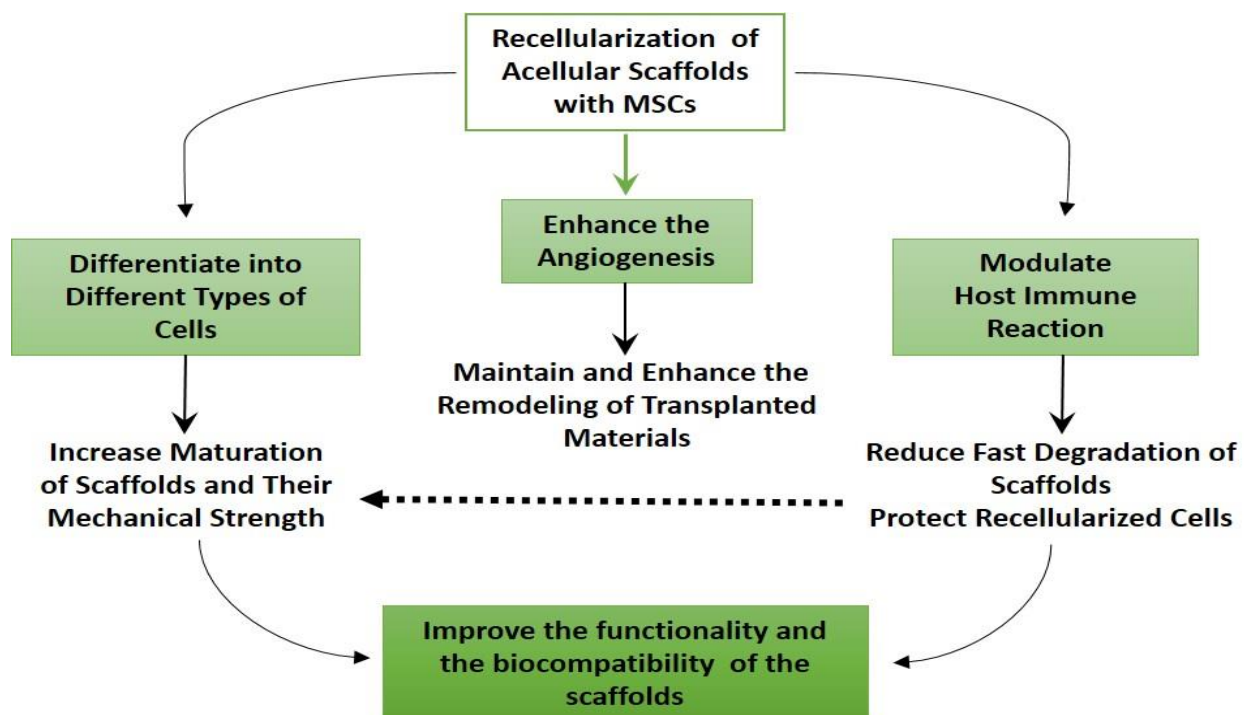 Recellularization of
Acellular Scaffolds
with MSCs
Differentiate into
Different Types of
Cells
Enhance the
Angiogenesis
Modulate
Host Immune
Reaction
Increase Maturation
of Scaffolds and Their
Mechanical Strength
Maintain and Enhance the
Remodeling of Transplanted
Materials
Reduce Fast Degradation of
Scaffolds
Protect Recellularized Cells
Improve the functionality and
the biocompatibility of the
scaffolds